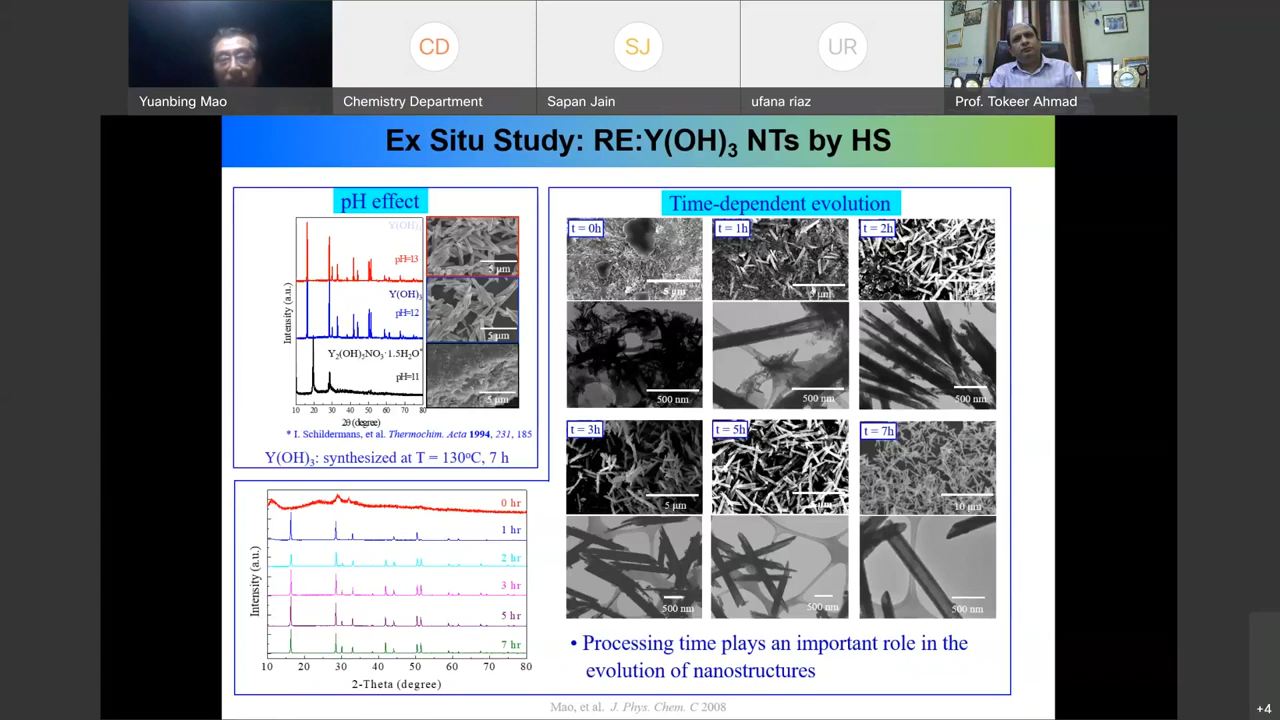 CD
SJ
UR
Yuanbing Mao
Chemistry Department
Sapan Jain
ufana riaz
Prof. Tokeer Ahmad
Ex Situ Study: RE:Y(OH)3 NTs by HS
pH effect
Y(OH)3
pH=13
Y(OH)3
pH=12
Y2(OH)5NO3·1.5H2O*
pH=11
Intensity (a.u.)
10 20 30 40 50 60 70 80
2θ (degree)
5 μm
5 μm
5 μm
* I. Schildermans, et al. Thermochim. Acta 1994, 231, 185
Y(OH)3: synthesized at T = 130°C, 7 h
Time-dependent evolution
t = 0h
t = 1h
t = 2h
5 μm
μm
500 nm
500 nm
500 nm
t = 3h
t = 5h
t = 7h
5 μm
μm
10 μm
500 nm
500 nm
500 nm
0 hr
1 hr
2 hr
3 hr
5 hr
7 hr
Intensity (a.u.)
10 20 30 40 50 60 70 80
2-Theta (degree)
• Processing time plays an important role in the
evolution of nanostructures
Mao, et al. J. Phys. Chem. C 2008
+4